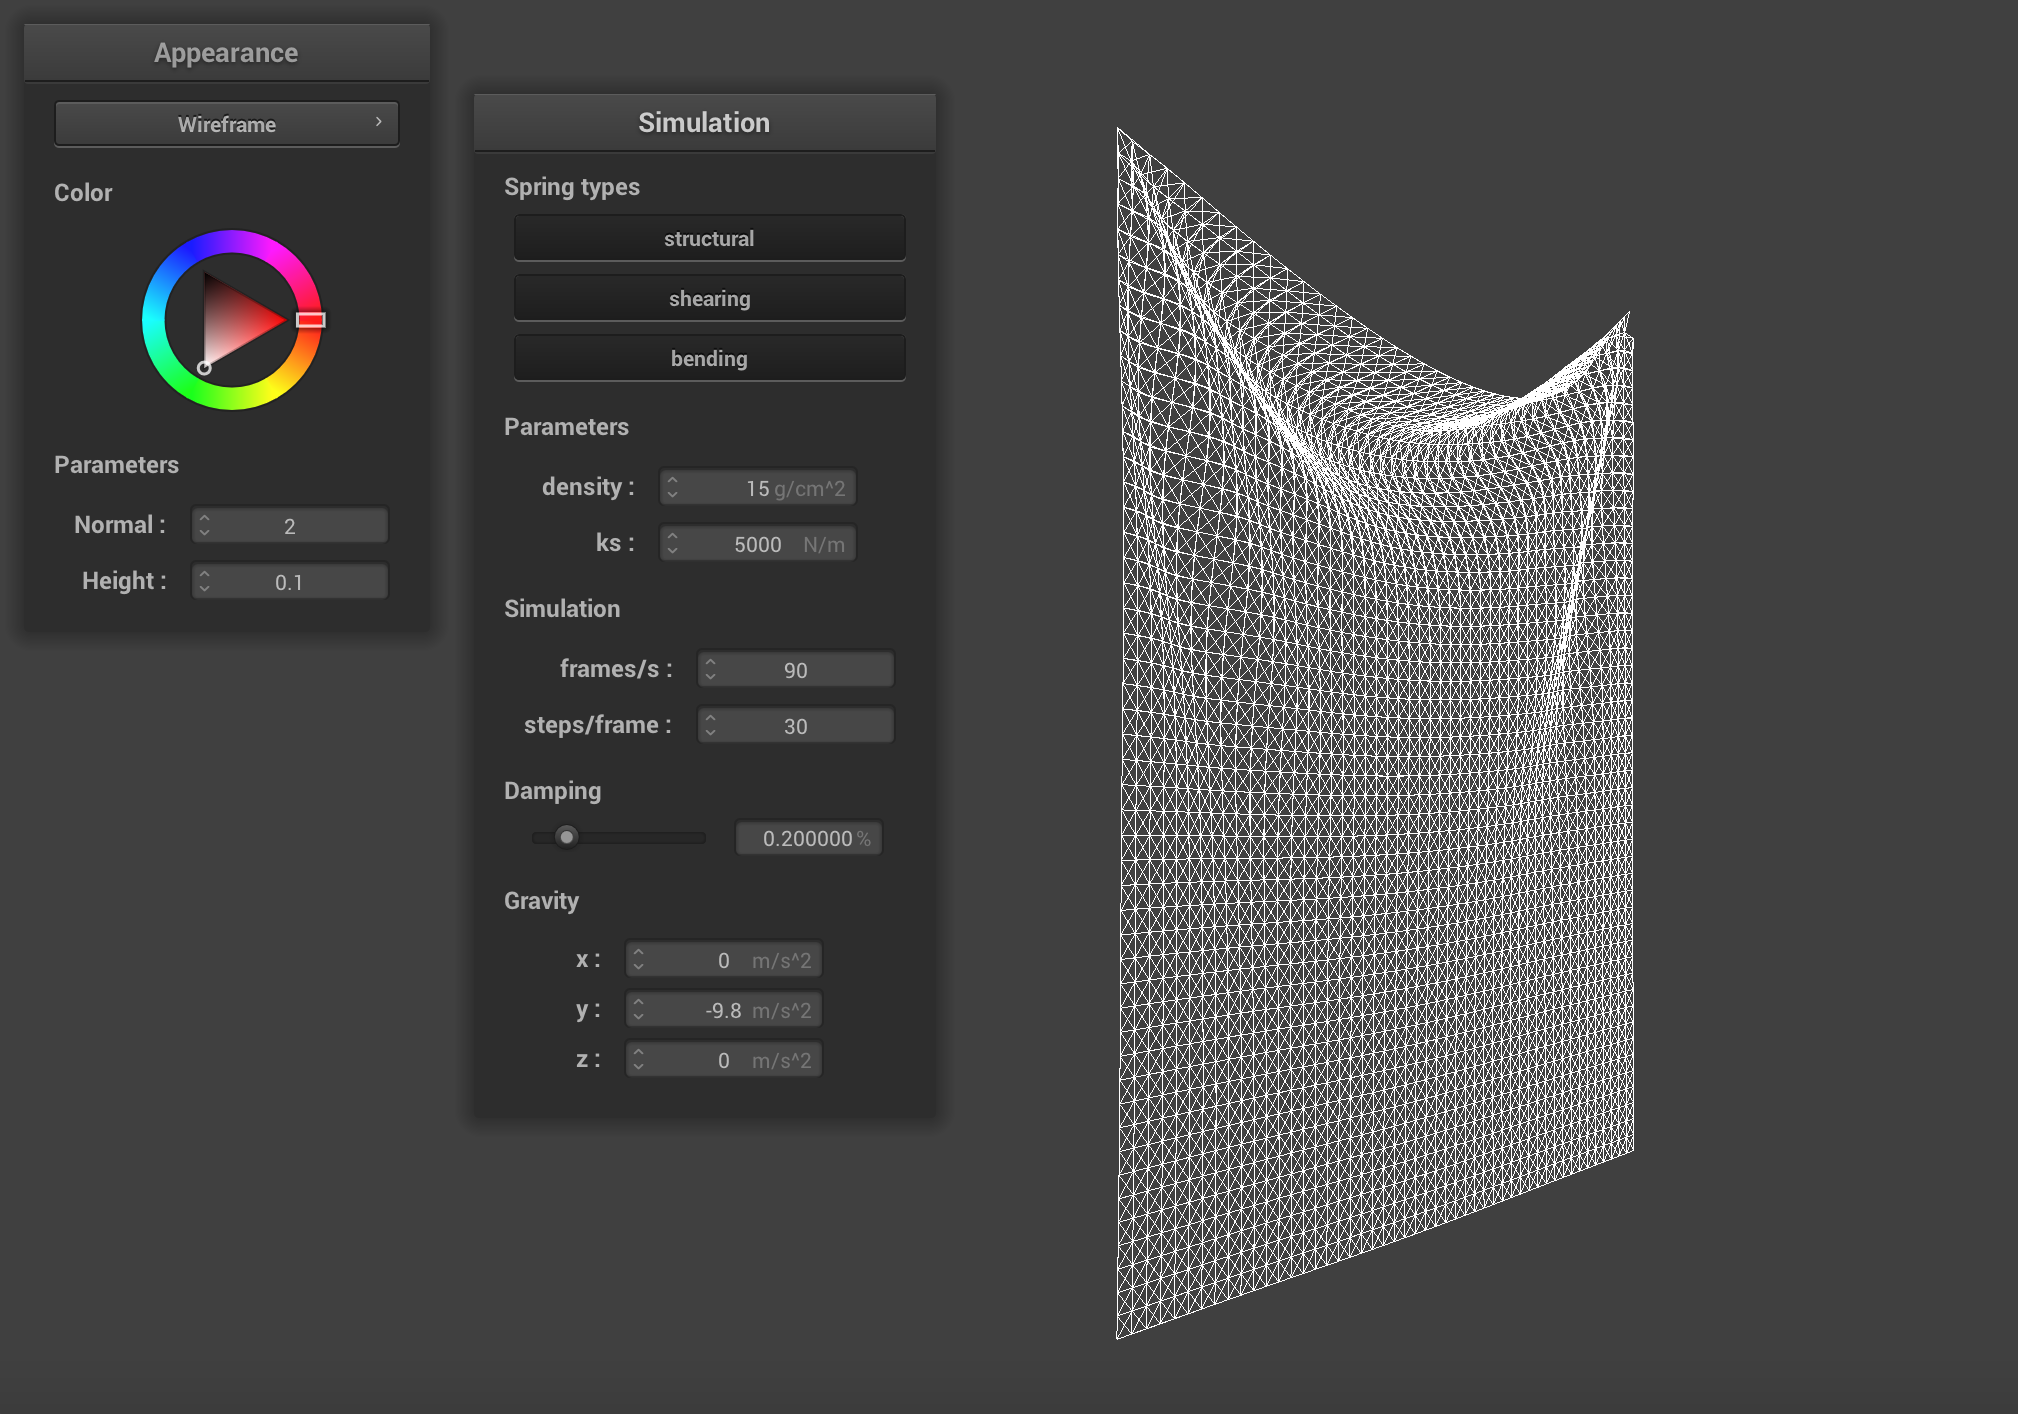 Appearance
Wireframe
Color
Parameters
Normal : 2
Height : 0.1
Simulation
Spring types
structural
shearing
bending
Parameters
density : 15 g/cm^2
ks : 5000 N/m
Simulation
frames/s : 90
steps/frame : 30
Damping
0.200000 %
Gravity
x : 0 m/s^2
y : -9.8 m/s^2
z : 0 m/s^2